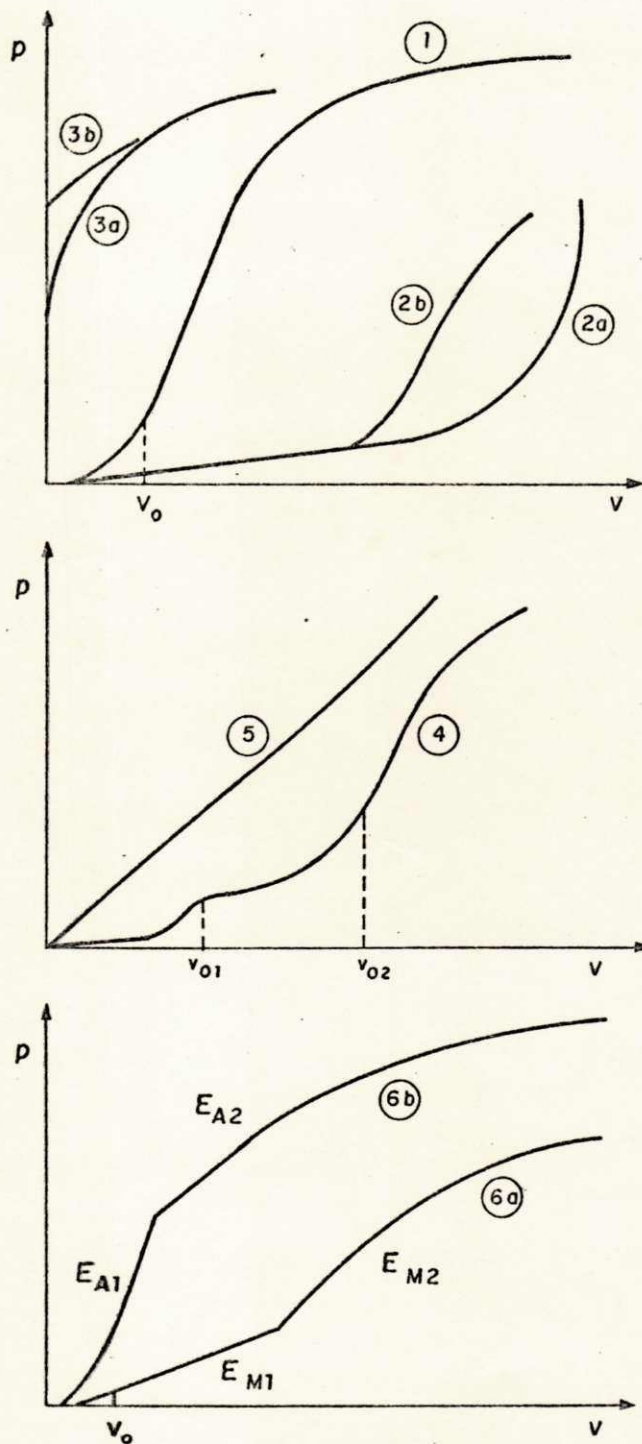 p
1
3b
3a
2b
2a
V₀
V
p
5
4
V₀₁
V₀₂
V
p
E_A2
6b
6a
E_A1
E_M2
E_M1
V₀
V